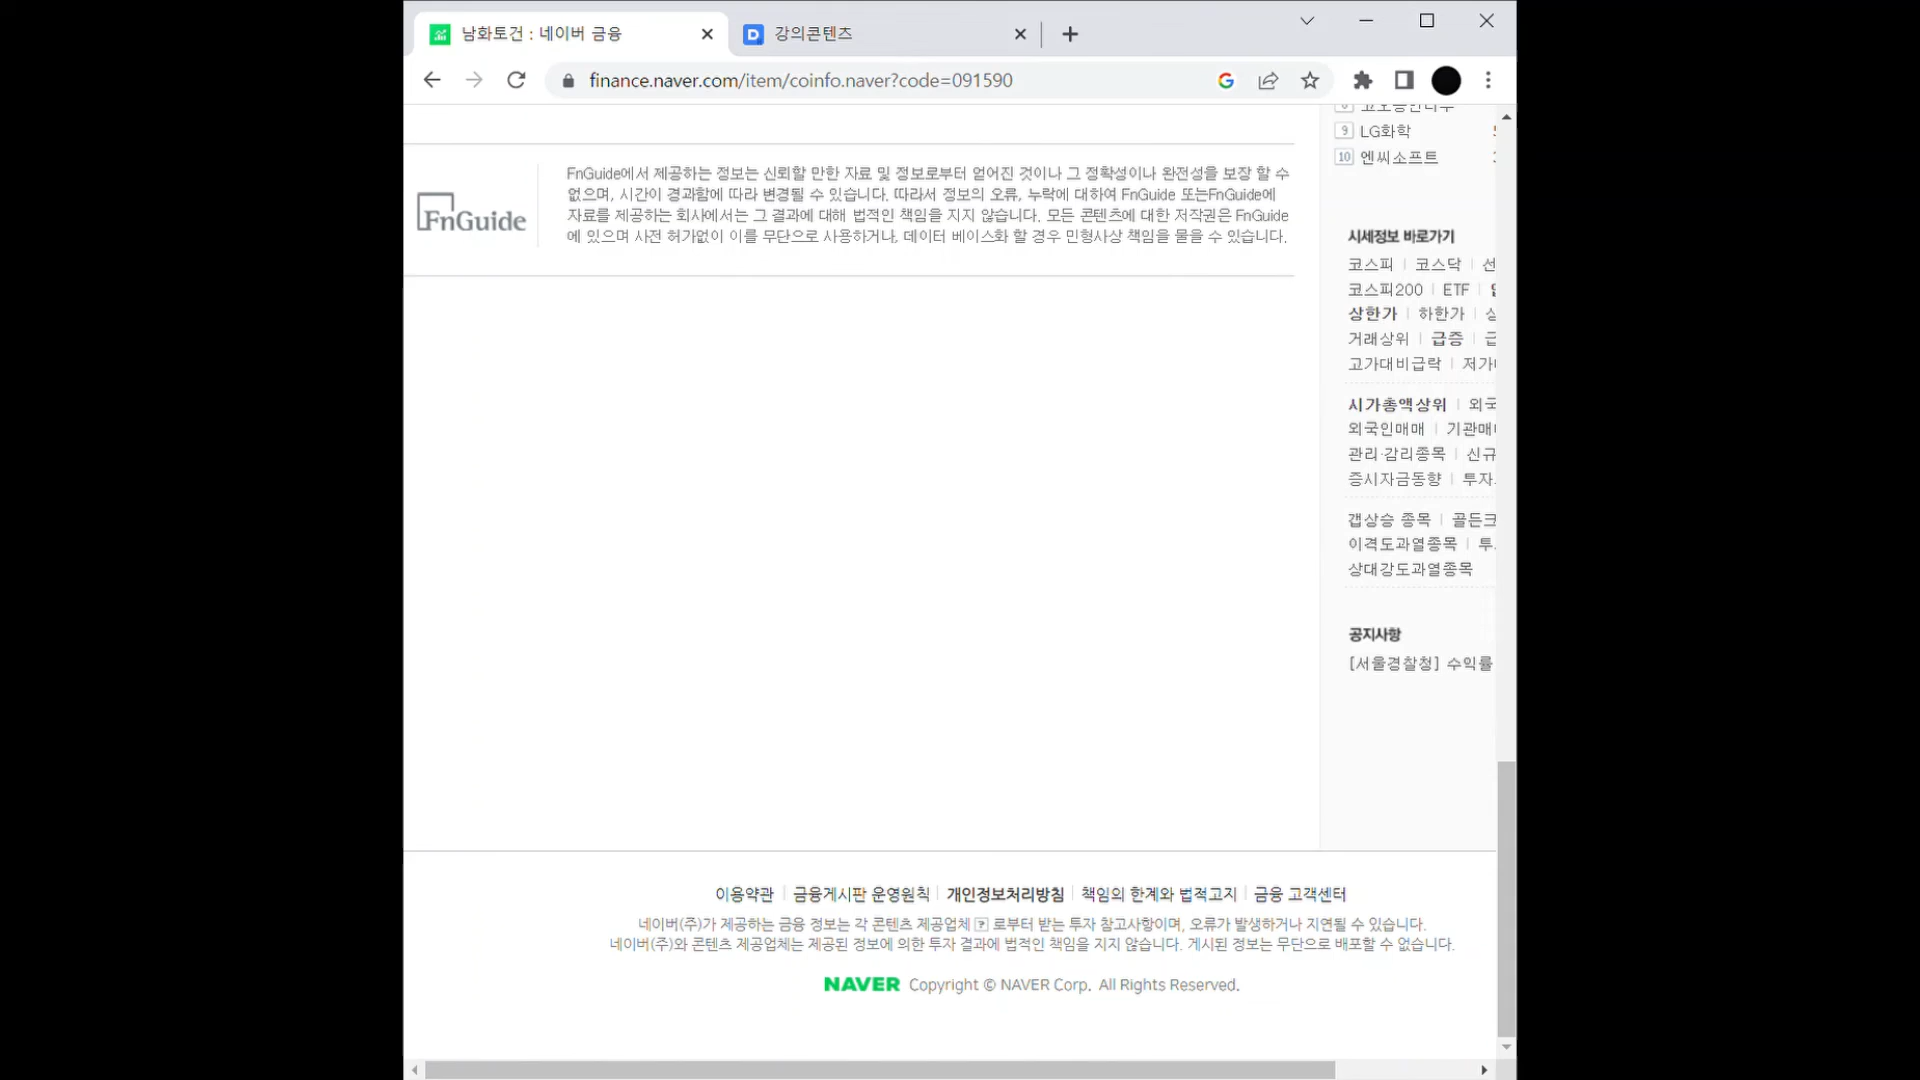 남화토건 : 네이버 금융
강의콘텐츠
finance.naver.com/item/coinfo.naver?code=091590
9 LG화학
10 엔씨소프트
FnGuide
FnGuide에서 제공하는 정보는 신뢰할 만한 자료 및 정보로부터 얻어진 것이나 그 정확성이나 완전성을 보장 할 수
없으며, 시간이 경과함에 따라 변경될 수 있습니다. 따라서 정보의 오류, 누락에 대하여 FnGuide 또는FnGuide에
자료를 제공하는 회사에서는 그 결과에 대해 법적인 책임을 지지 않습니다. 모든 콘텐츠에 대한 저작권은 FnGuide
에 있으며 사전 허가없이 이를 무단으로 사용하거나, 데이터 베이스화 할 경우 민형사상 책임을 물을 수 있습니다.
시세정보 바로가기
코스피 코스닥 선
코스피200 ETF
상한가 하한가
거래상위 급증 급
고가대비급락 저가
시가총액상위 외국
외국인매매 기관매
관리·감리종목 신규
증시자금동향 투자
갭상승 종목 골든크
이격도과열종목 투
상대강도과열종목
공지사항
[서울경찰청] 수익률
이용약관 금융게시판 운영원칙 개인정보처리방침 책임의 한계와 법적고지 금융 고객센터
네이버(주)가 제공하는 금융 정보는 각 콘텐츠 제공업체 ? 로부터 받는 투자 참고사항이며, 오류가 발생하거나 지연될 수 있습니다.
네이버(주)와 콘텐츠 제공업체는 제공된 정보에 의한 투자 결과에 법적인 책임을 지지 않습니다. 게시된 정보는 무단으로 배포할 수 없습니다.
NAVER Copyright © NAVER Corp. All Rights Reserved.